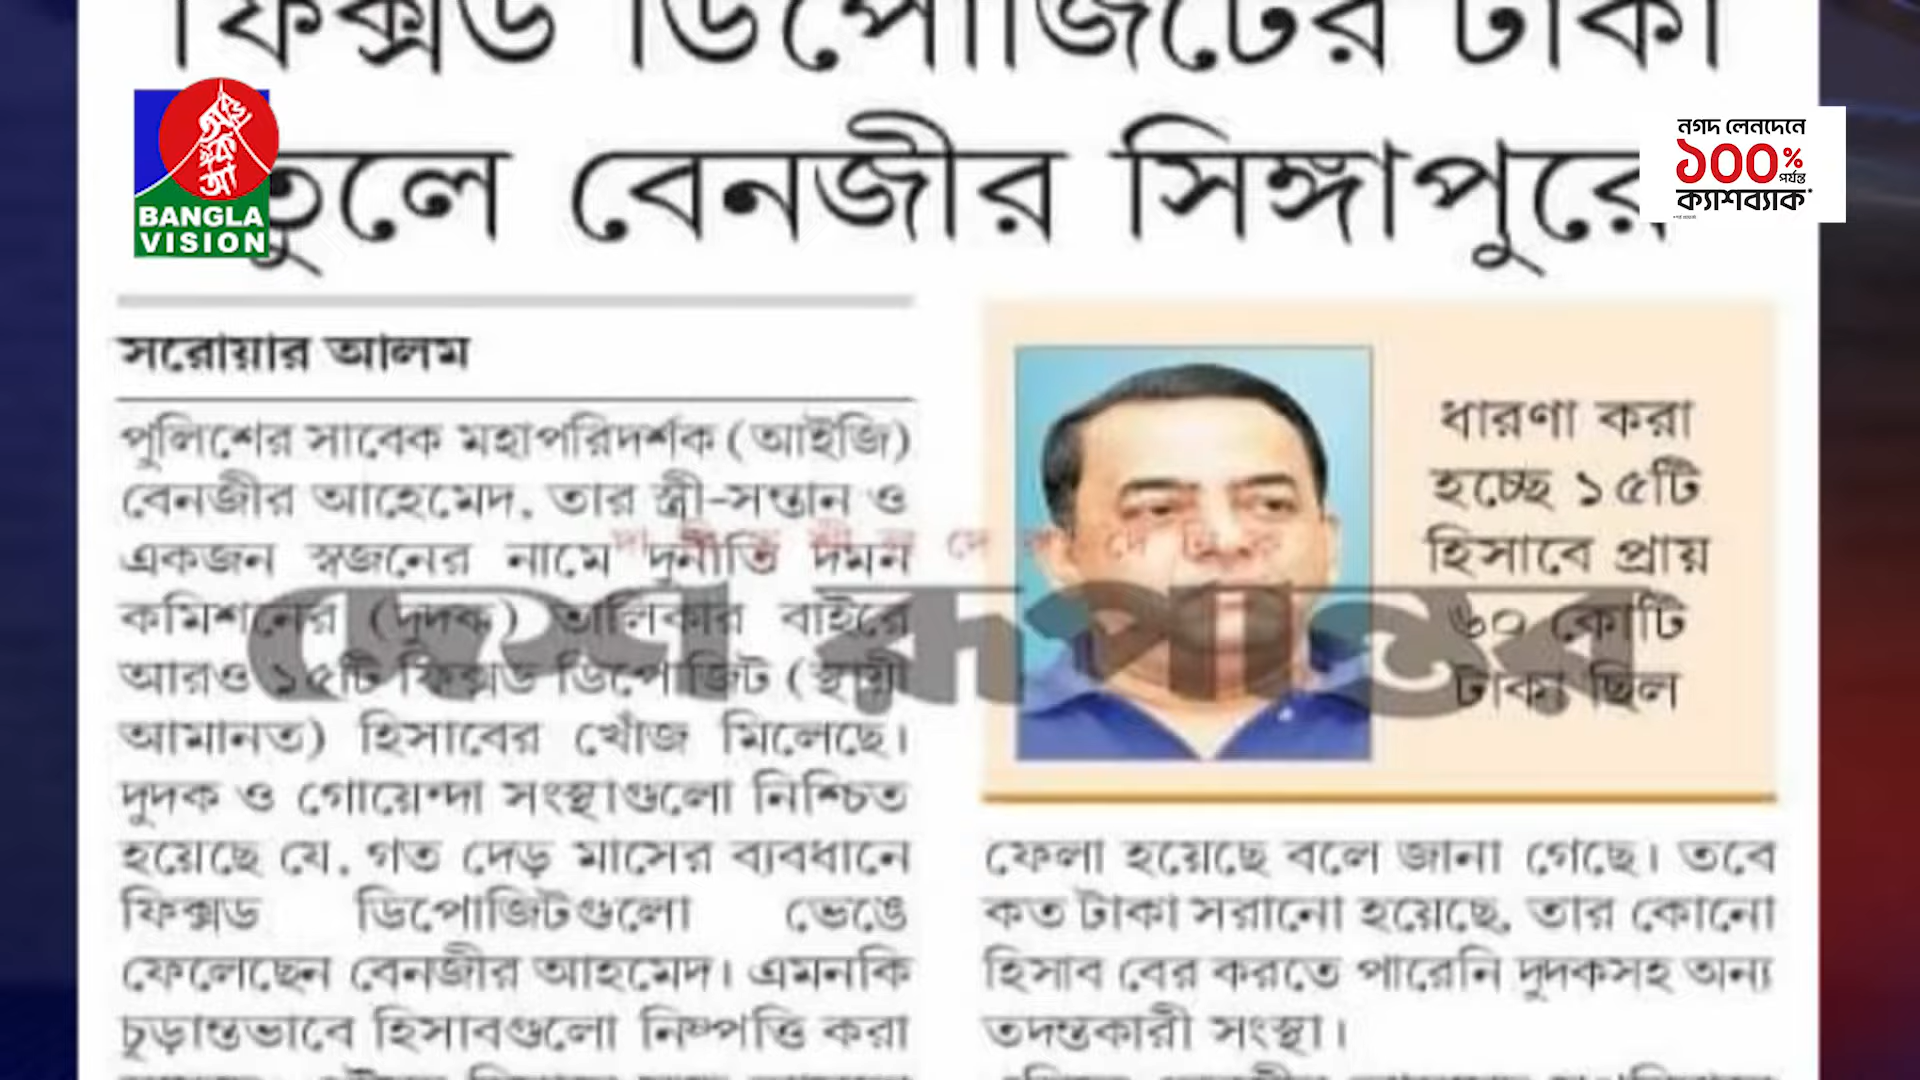 ফিক্সড ডিপোজিটের টাকা
তুলে বেনজীর সিঙ্গাপুরে
BANGLA
VISION
নগদ লেনদেনে
১০০%
পর্যন্ত
ক্যাশব্যাক*
সরোয়ার আলম
পুলিশের সাবেক মহাপরিদর্শক (আইজি)
বেনজীর আহেমেদ, তার স্ত্রী-সন্তান ও
একজন স্বজনের নামে দুর্নীতি দমন
কমিশনের (দুদক) তালিকার বাইরে
আরও ১৫টি ফিক্সড ডিপোজিট (স্থায়ী
আমানত) হিসাবের খোঁজ মিলেছে।
দুদক ও গোয়েন্দা সংস্থাগুলো নিশ্চিত
হয়েছে যে, গত দেড় মাসের ব্যবধানে
ফিক্সড ডিপোজিটগুলো ভেঙে
ফেলেছেন বেনজীর আহমেদ। এমনকি
চূড়ান্তভাবে হিসাবগুলো নিষ্পত্তি করা
দেশ রূপান্তর
ধারণা করা
হচ্ছে ১৫টি
হিসাবে প্রায়
৬০ কোটি
টাকা ছিল
ফেলা হয়েছে বলে জানা গেছে। তবে
কত টাকা সরানো হয়েছে, তার কোনো
হিসাব বের করতে পারেনি দুদকসহ অন্য
তদন্তকারী সংস্থা।